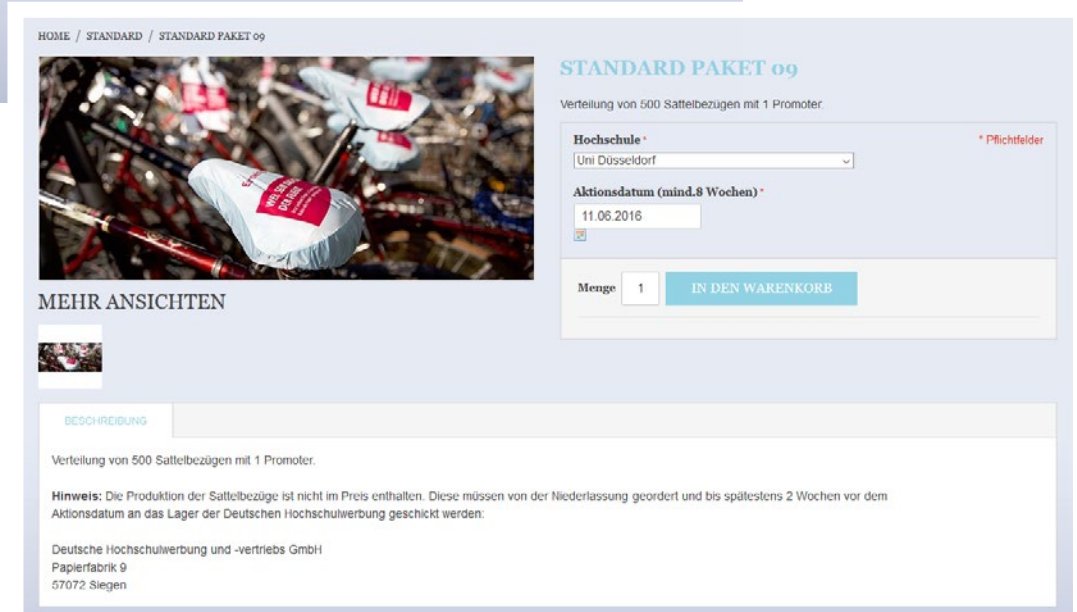 HOME / STANDARD / STANDARD PAKET 09
STANDARD PAKET 09
Verteilung von 500 Sattelbezügen mit 1 Promoter.
Hochschule *
* Pflichtfelder
Uni Düsseldorf
Aktionsdatum (mind.8 Wochen) *
11.06.2016
Menge 1 IN DEN WARENKORB
MEHR ANSICHTEN
BESCHREIBUNG
Verteilung von 500 Sattelbezügen mit 1 Promoter.
Hinweis: Die Produktion der Sattelbezüge ist nicht im Preis enthalten. Diese müssen von der Niederlassung geordert und bis spätestens 2 Wochen vor dem
Aktionsdatum an das Lager der Deutschen Hochschulwerbung geschickt werden:
Deutsche Hochschulwerbung und -vertriebs GmbH
Papierfabrik 9
57072 Siegen